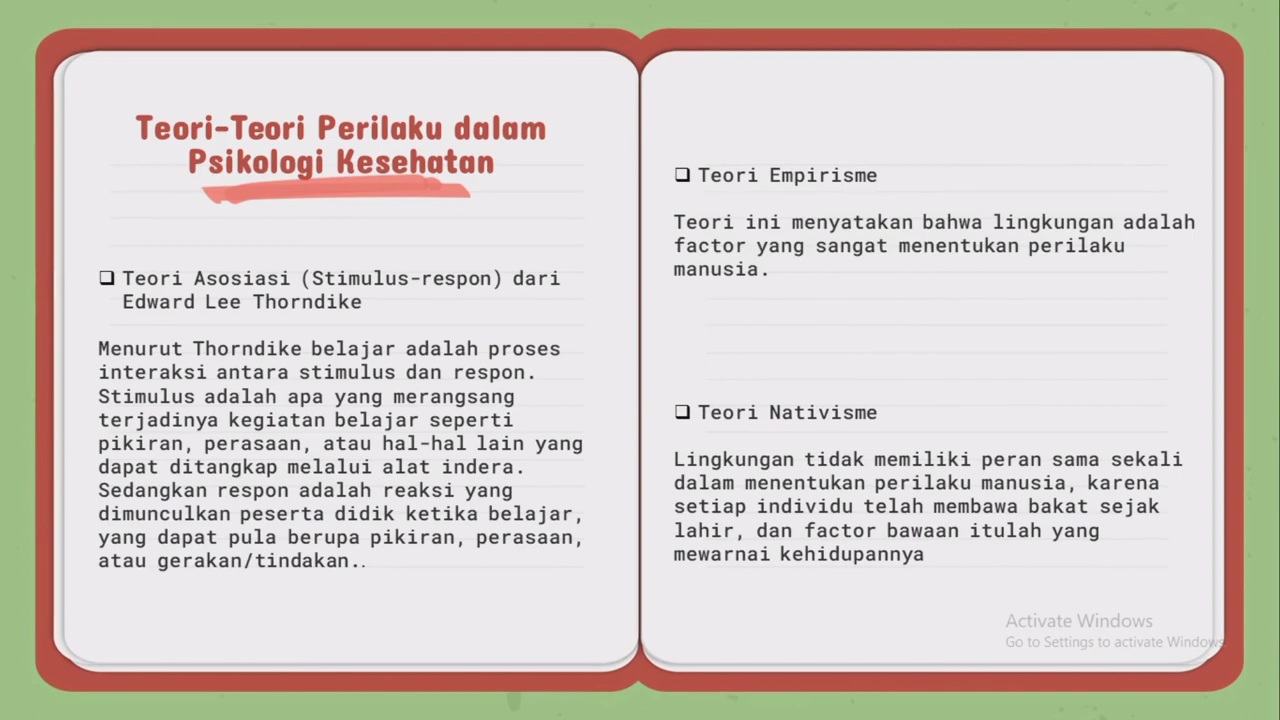 Teori-Teori Perilaku dalam
Psikologi Kesehatan
❑ Teori Asosiasi (Stimulus-respon) dari
Edward Lee Thorndike
Menurut Thorndike belajar adalah proses
interaksi antara stimulus dan respon.
Stimulus adalah apa yang merangsang
terjadinya kegiatan belajar seperti
pikiran, perasaan, atau hal-hal lain yang
dapat ditangkap melalui alat indera.
Sedangkan respon adalah reaksi yang
dimunculkan peserta didik ketika belajar,
yang dapat pula berupa pikiran, perasaan,
atau gerakan/tindakan..
❑ Teori Empirisme
Teori ini menyatakan bahwa lingkungan adalah
factor yang sangat menentukan perilaku
manusia.
❑ Teori Nativisme
Lingkungan tidak memiliki peran sama sekali
dalam menentukan perilaku manusia, karena
setiap individu telah membawa bakat sejak
lahir, dan factor bawaan itulah yang
mewarnai kehidupannya
Activate Windows
Go to Settings to activate Windows.